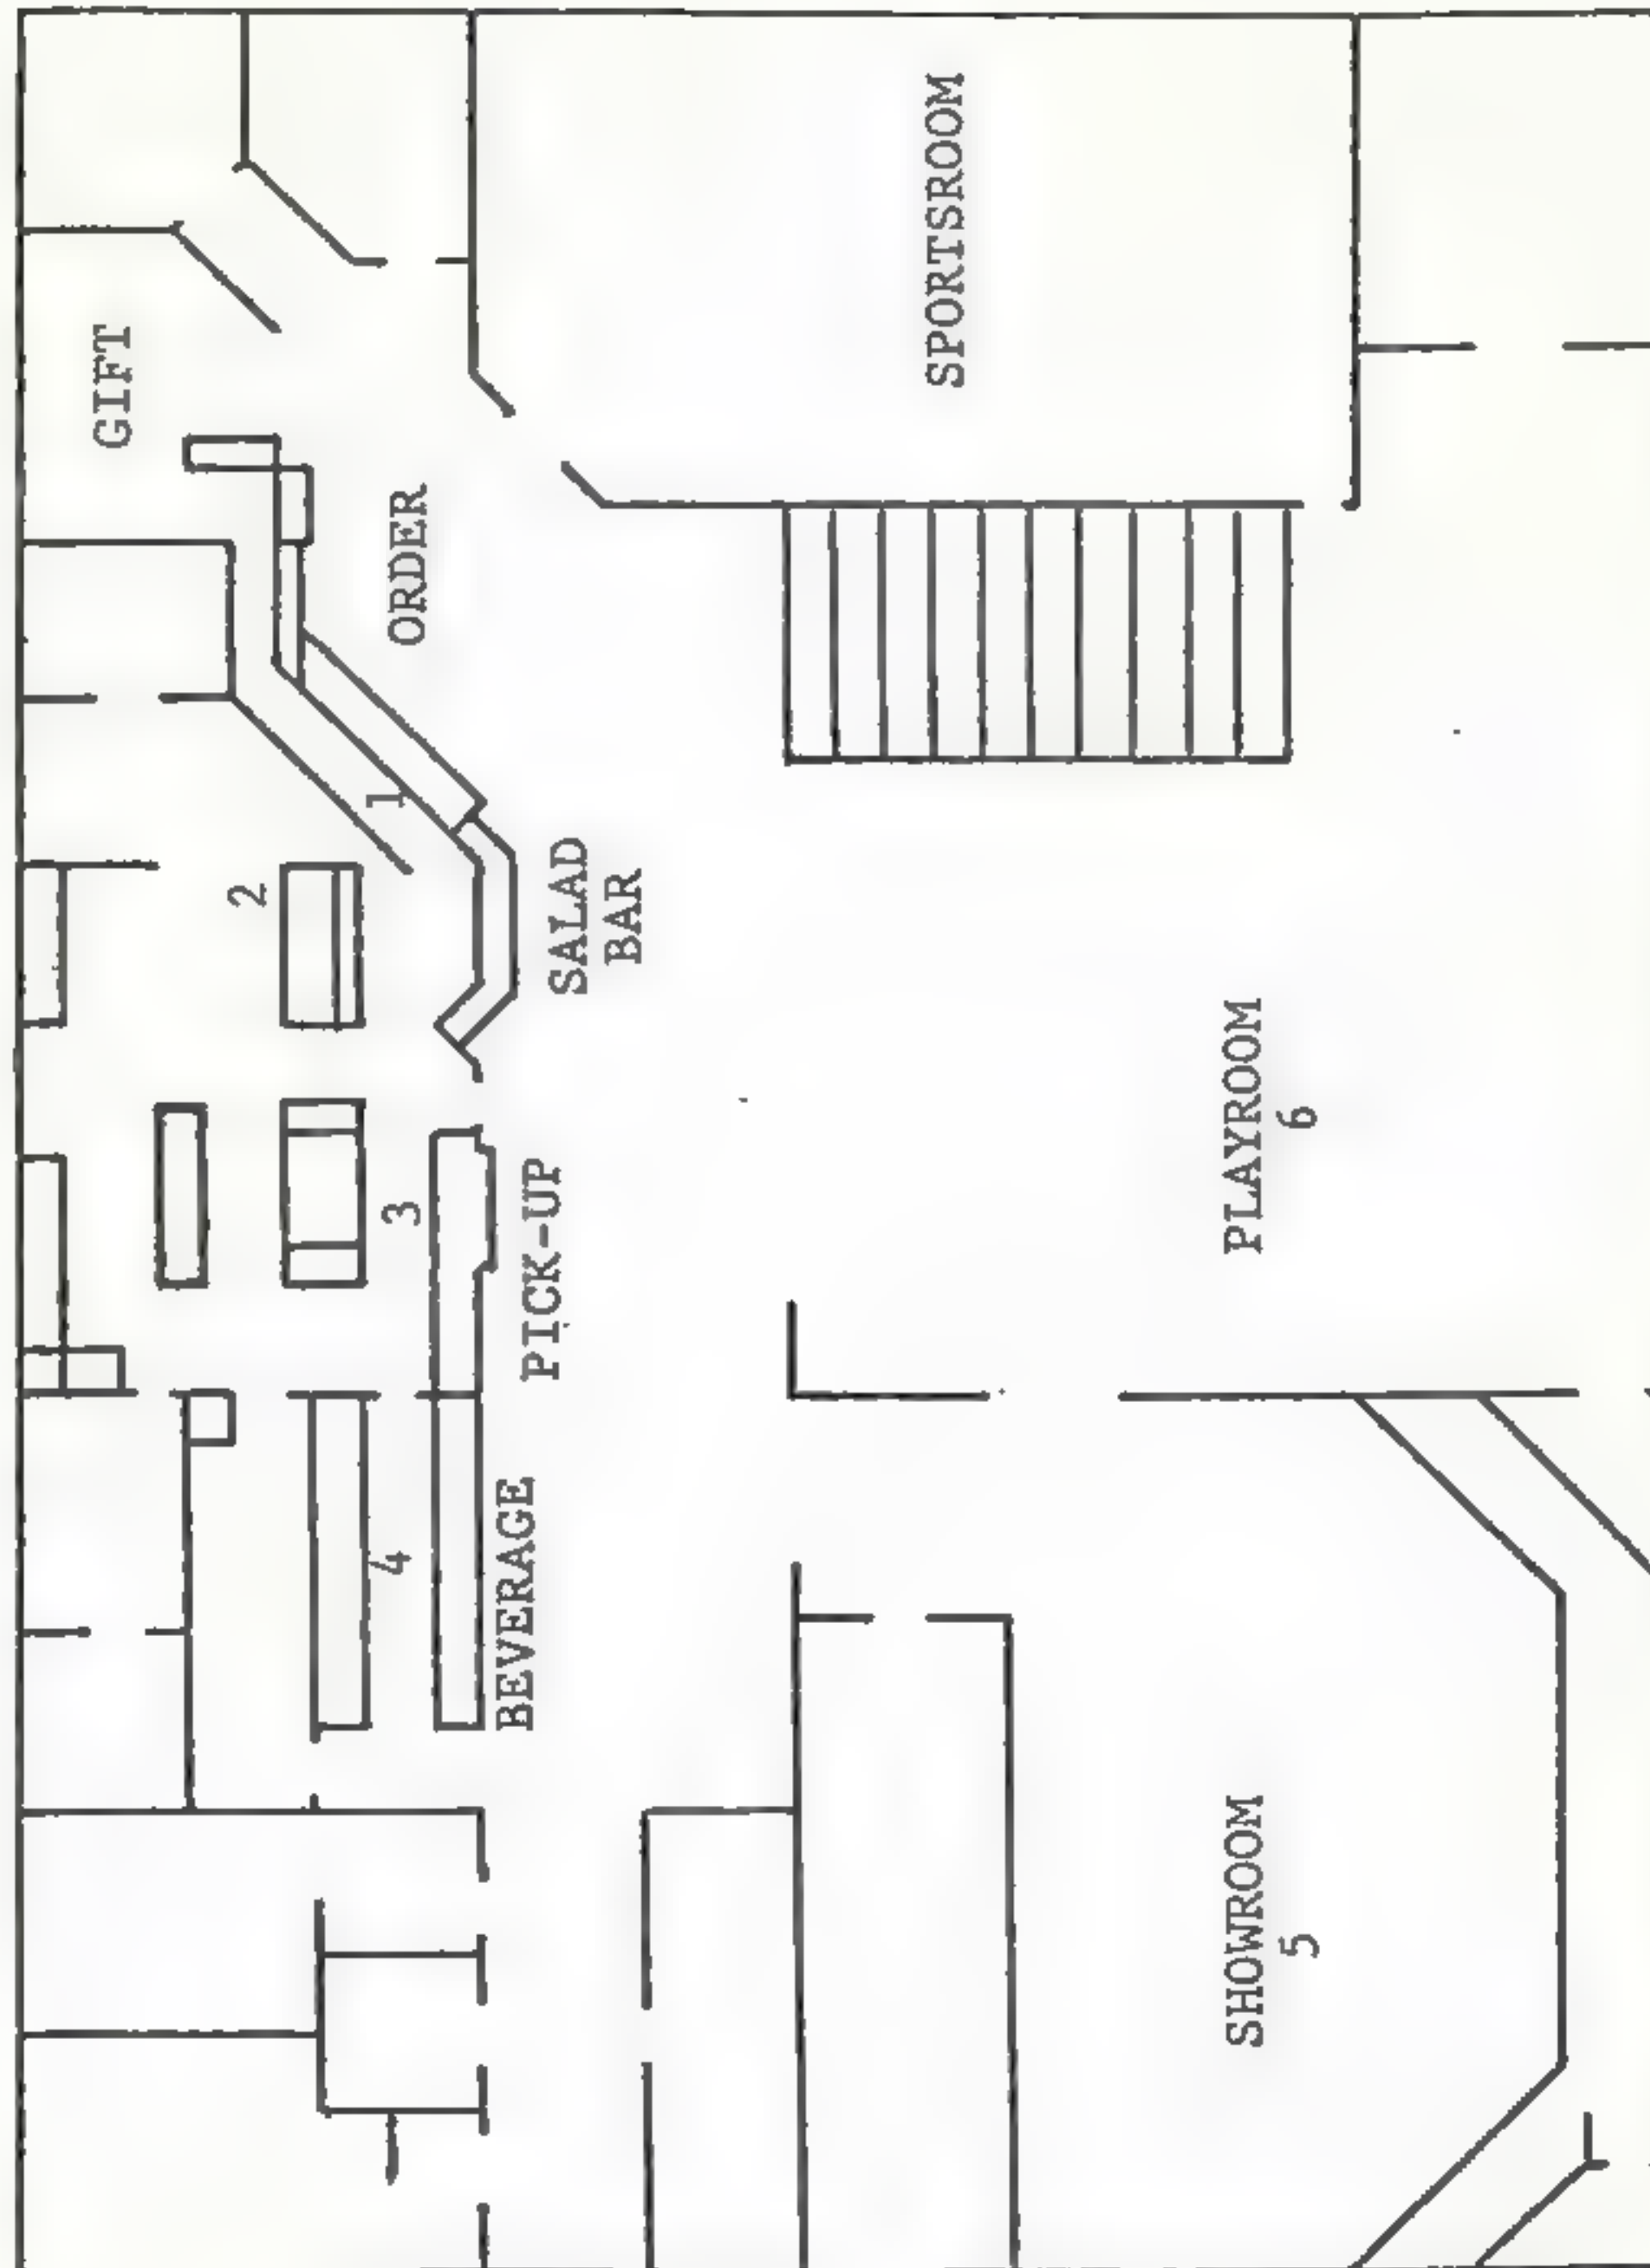 GIFT
ORDER
1
2
SALAD
BAR
3
PICK-UP
4
BEVERAGE
SPORTSROOM
PLAYROOM
6
SHOWROOM
5